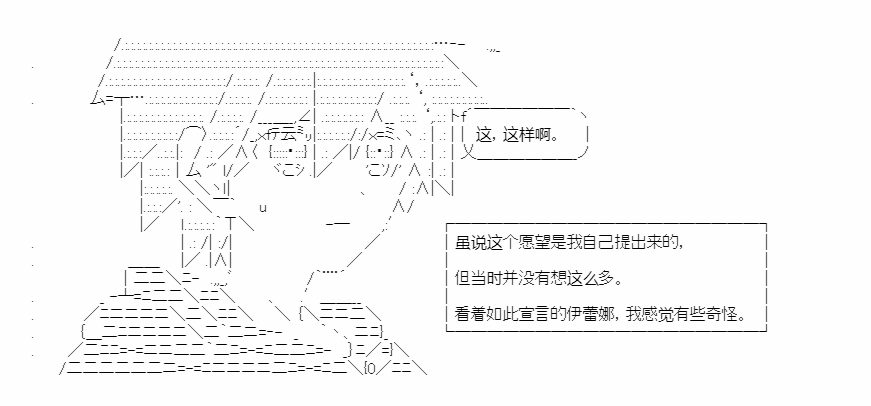 这，这样啊。
虽说这个愿望是我自己提出来的，
但当时并没有想这么多。
看着如此宣言的伊蕾娜，我感觉有些奇怪。